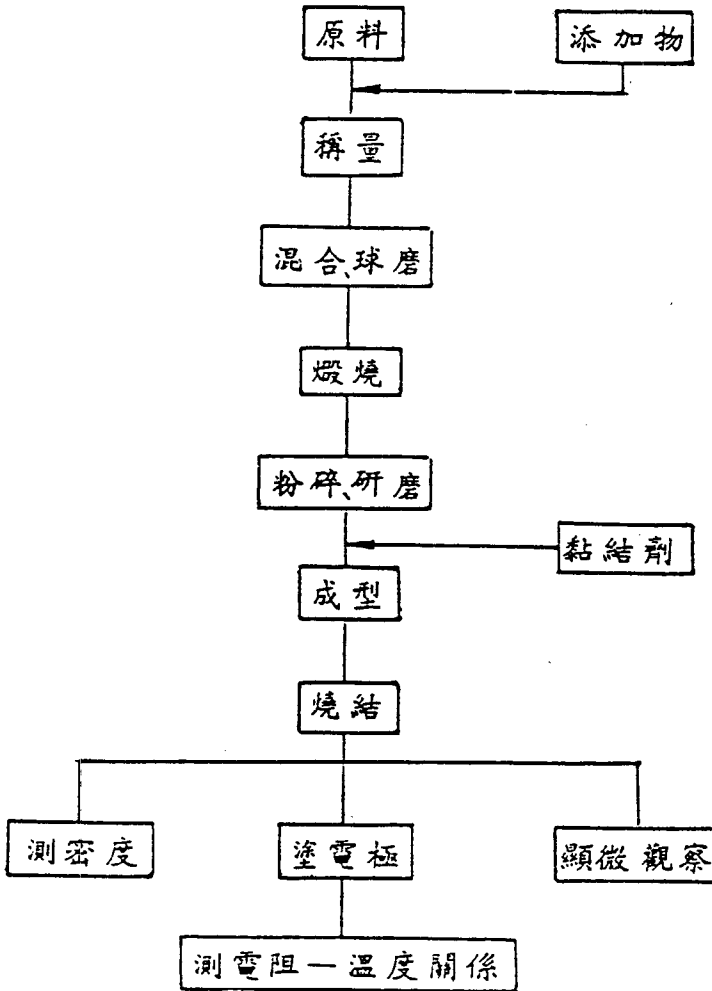 原料
添加物
稱量
混合、球磨
煅燒
粉碎、研磨
黏結劑
成型
燒結
測密度
塗電極
顯微觀察
測電阻—溫度關係